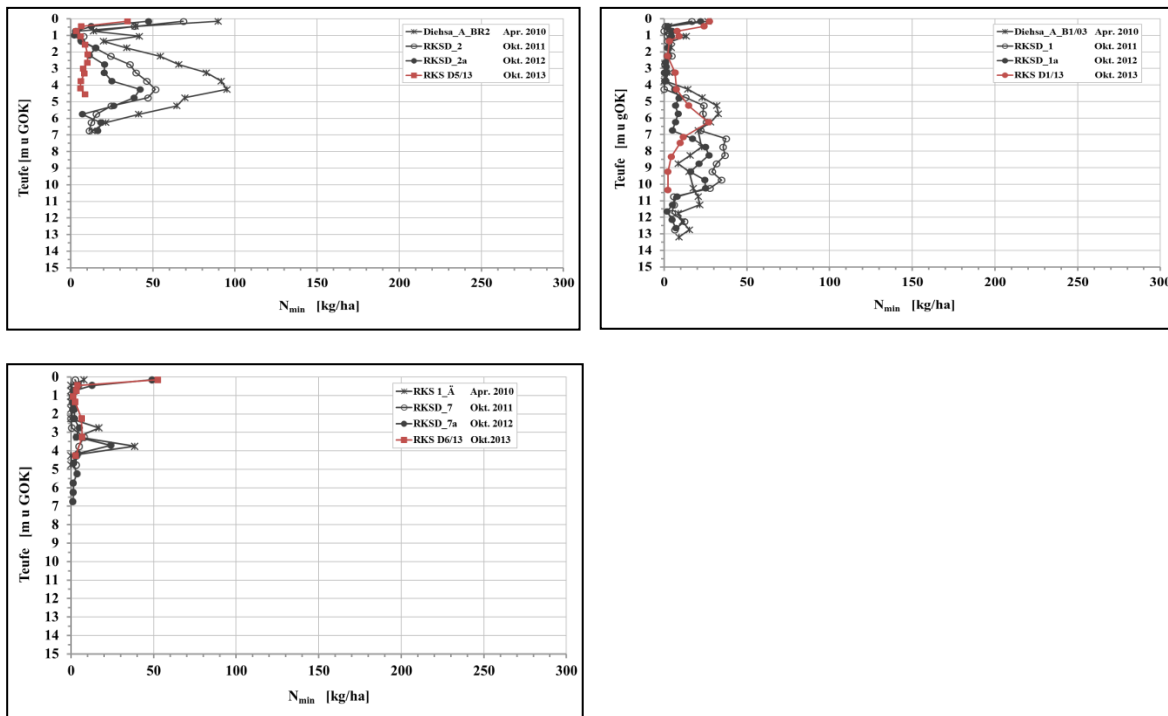 Teufe [m u GOK]
0
1
2
3
4
5
6
7
8
9
10
11
12
13
14
15
0 50 100 150 200 250 300
Nmin [kg/ha]
Diehsa_A_BR2 Apr. 2010
RKSD_2 Okt. 2011
RKSD_2a Okt. 2012
RKS D5/13 Okt. 2013
Teufe [m u gOK]
0
1
2
3
4
5
6
7
8
9
10
11
12
13
14
15
0 50 100 150 200 250 300
Nmin [kg/ha]
Diehsa_A_B1/03 Apr. 2010
RKSD_1 Okt. 2011
RKSD_1a Okt. 2012
RKS D1/13 Okt. 2013
Teufe [m u GOK]
0
1
2
3
4
5
6
7
8
9
10
11
12
13
14
15
0 50 100 150 200 250 300
Nmin [kg/ha]
RKS 1_Ä Apr. 2010
RKSD_7 Okt. 2011
RKSD_7a Okt. 2012
RKS D6/13 Okt.2013